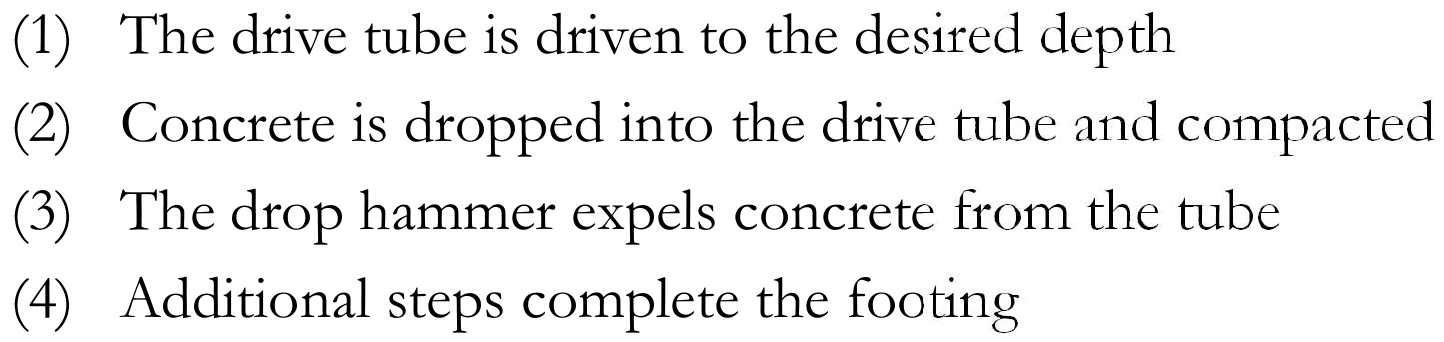 (1) The drive tube is driven to the desired depth
(2) Concrete is dropped into the drive tube and compacted
(3) The drop hammer expels concrete from the tube
(4) Additional steps complete the footing